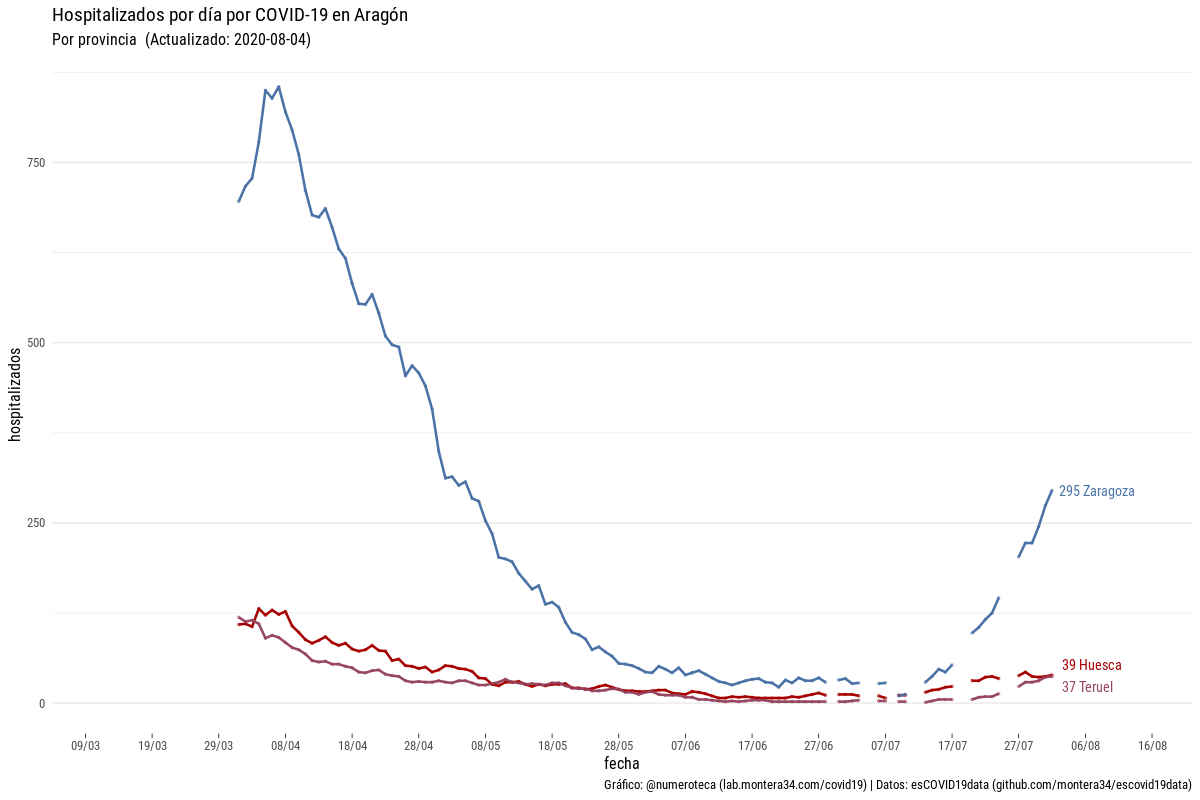 Hospitalizados por día por COVID-19 en Aragón
Por provincia  (Actualizado: 2020-08-04)
hospitalizados
750
500
250
0
295 Zaragoza
39 Huesca
37 Teruel
09/03
19/03
29/03
08/04
18/04
28/04
08/05
18/05
28/05
07/06
17/06
27/06
07/07
17/07
27/07
06/08
16/08
fecha
Gráfico: @numeroteca (lab.montera34.com/covid19) | Datos: esCOVID19data (github.com/montera34/escovid19data)